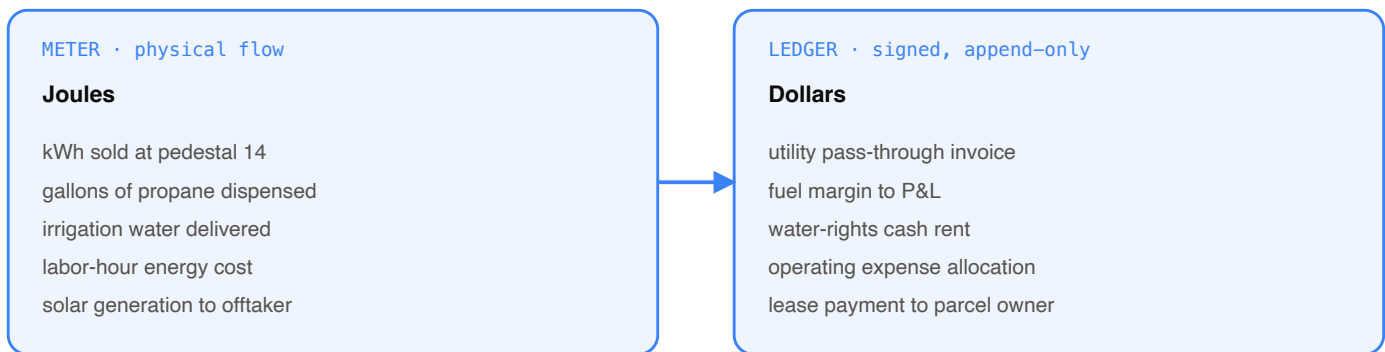 METER · physical flow
Joules
kWh sold at pedestal 14
gallons of propane dispensed
irrigation water delivered
labor-hour energy cost
solar generation to offtaker
LEDGER · signed, append-only
Dollars
utility pass-through invoice
fuel margin to P&L
water-rights cash rent
operating expense allocation
lease payment to parcel owner